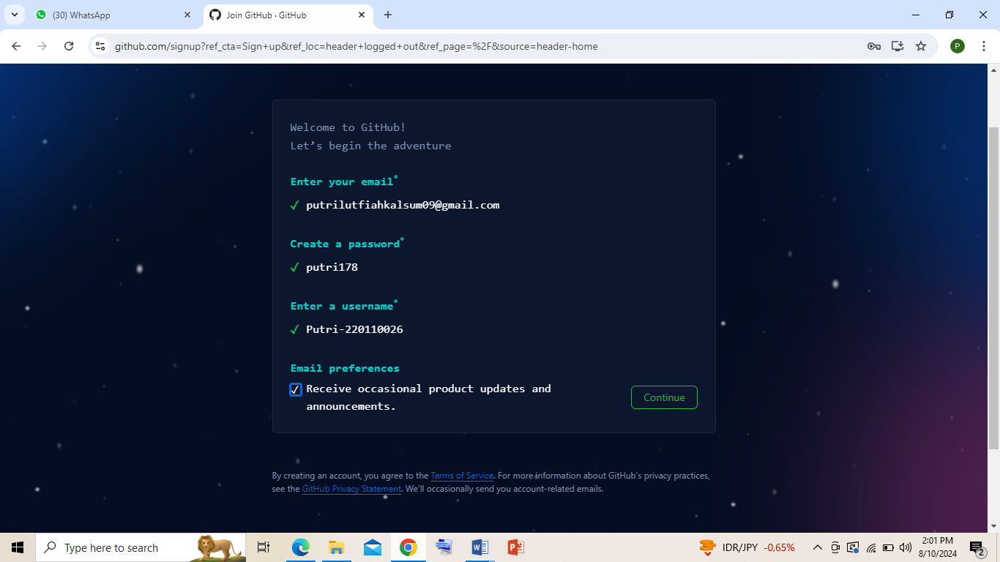 (30) WhatsApp
Join GitHub · GitHub
github.com/signup?ref_cta=Sign+up&ref_loc=header+logged+out&ref_page=%2F&source=header-home
P
Welcome to GitHub!
Let’s begin the adventure
Enter your email*
✓ putrilutfiahkalsum09@gmail.com
Create a password*
✓ putri178
Enter a username*
✓ Putri-220110026
Email preferences
Receive occasional product updates and
announcements.
Continue
By creating an account, you agree to the Terms of Service. For more information about GitHub's privacy practices,
see the GitHub Privacy Statement. We'll occasionally send you account-related emails.
Type here to search
IDR/JPY -0,65%
2:01 PM
8/10/2024
2